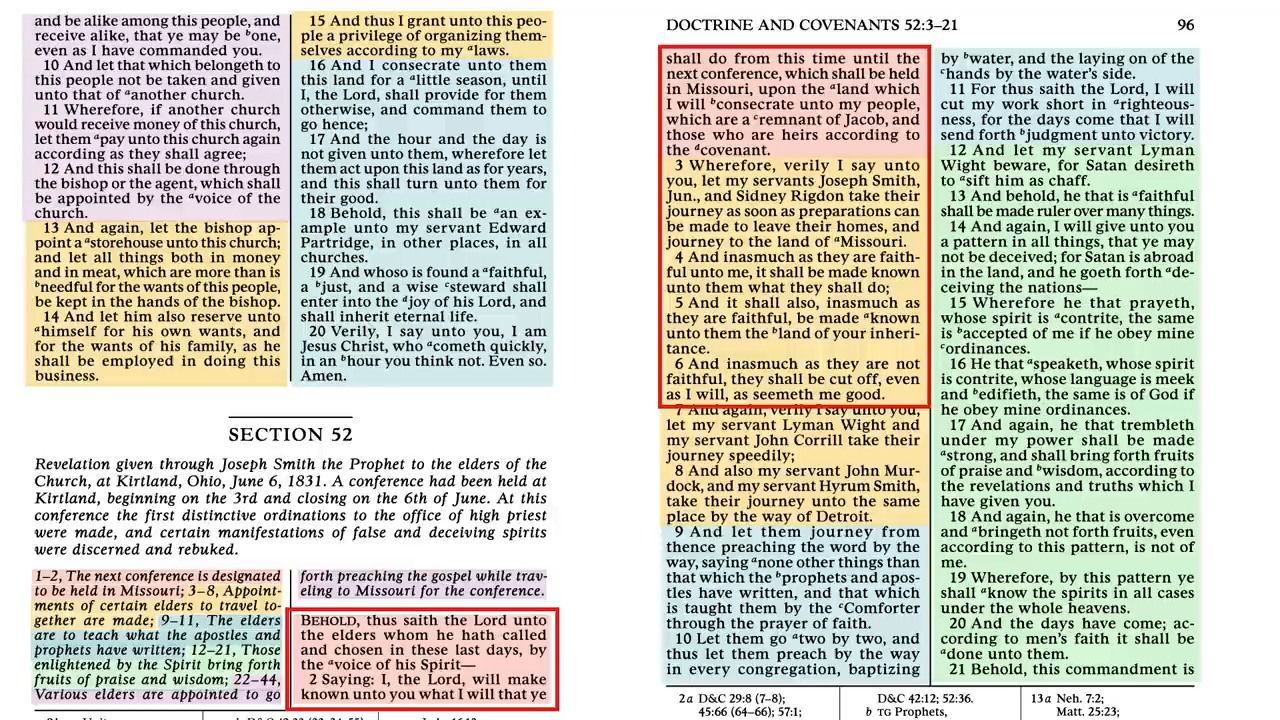 and be alike among this people, and
receive alike, that ye may be bone,
even as I have commanded you.
10 And let that which belongeth to
this people not be taken and given
unto that of aanother church.
11 Wherefore, if another church
would receive money of this church,
let them apay unto this church again
according as they shall agree;
12 And this shall be done through
the bishop or the agent, which shall
be appointed by the avoice of the
church.
13 And again, let the bishop ap-
point a astorehouse unto this church;
and let all things both in money
and in meat, which are more than is
bneedful for the wants of this people,
be kept in the hands of the bishop.
14 And let him also reserve unto
ahimself for his own wants, and
for the wants of his family, as he
shall be employed in doing this
business.
15 And thus I grant unto this peo-
ple a privilege of organizing them-
selves according to my alaws.
16 And I consecrate unto them
this land for a alittle season, until
I, the Lord, shall provide for them
otherwise, and command them to
go hence;
17 And the hour and the day is
not given unto them, wherefore let
them act upon this land as for years,
and this shall turn unto them for
their good.
18 Behold, this shall be aan ex-
ample unto my servant Edward
Partridge, in other places, in all
churches.
19 And whoso is found a afaithful,
a bjust, and a wise csteward shall
enter into the djoy of his Lord, and
shall inherit eternal life.
20 Verily, I say unto you, I am
Jesus Christ, who acometh quickly,
in an bhour you think not. Even so.
Amen.
SECTION 52
Revelation given through Joseph Smith the Prophet to the elders of the
Church, at Kirtland, Ohio, June 6, 1831. A conference had been held at
Kirtland, beginning on the 3rd and closing on the 6th of June. At this
conference the first distinctive ordinations to the office of high priest
were made, and certain manifestations of false and deceiving spirits
were discerned and rebuked.
1–2, The next conference is designated
to be held in Missouri; 3–8, Appoint-
ments of certain elders to travel to-
gether are made; 9–11, The elders
are to teach what the apostles and
prophets have written; 12–21, Those
enlightened by the Spirit bring forth
fruits of praise and wisdom; 22–44,
Various elders are appointed to go
forth preaching the gospel while trav-
eling to Missouri for the conference.
BEHOLD, thus saith the Lord unto
the elders whom he hath called
and chosen in these last days, by
the avoice of his Spirit—
2 Saying: I, the Lord, will make
known unto you what I will that ye
DOCTRINE AND COVENANTS 52:3–21 96
shall do from this time until the
next conference, which shall be held
in Missouri, upon the aland which
I will bconsecrate unto my people,
which are a cremnant of Jacob, and
those who are heirs according to
the dcovenant.
3 Wherefore, verily I say unto
you, let my servants Joseph Smith,
Jun., and Sidney Rigdon take their
journey as soon as preparations can
be made to leave their homes, and
journey to the land of aMissouri.
4 And inasmuch as they are faith-
ful unto me, it shall be made known
unto them what they shall do;
5 And it shall also, inasmuch as
they are faithful, be made aknown
unto them the bland of your inheri-
tance.
6 And inasmuch as they are not
faithful, they shall be cut off, even
as I will, as seemeth me good.
7 And again, verily I say unto you,
let my servant Lyman Wight and
my servant John Corrill take their
journey speedily;
8 And also my servant John Mur-
dock, and my servant Hyrum Smith,
take their journey unto the same
place by the way of Detroit.
9 And let them journey from
thence preaching the word by the
way, saying anone other things than
that which the bprophets and apos-
tles have written, and that which
is taught them by the cComforter
through the prayer of faith.
10 Let them go atwo by two, and
thus let them preach by the way
in every congregation, baptizing
by bwater, and the laying on of the
chands by the water's side.
11 For thus saith the Lord, I will
cut my work short in arighteous-
ness, for the days come that I will
send forth bjudgment unto victory.
12 And let my servant Lyman
Wight beware, for Satan desireth
to asift him as chaff.
13 And behold, he that is afaithful
shall be made ruler over many things.
14 And again, I will give unto you
a pattern in all things, that ye may
not be deceived; for Satan is abroad
in the land, and he goeth forth ade-
ceiving the nations—
15 Wherefore he that prayeth,
whose spirit is acontrite, the same
is baccepted of me if he obey mine
cordinances.
16 He that aspeaketh, whose spirit
is contrite, whose language is meek
and bedifieth, the same is of God if
he obey mine ordinances.
17 And again, he that trembleth
under my power shall be made
astrong, and shall bring forth fruits
of praise and bwisdom, according to
the revelations and truths which I
have given you.
18 And again, he that is overcome
and abringeth not forth fruits, even
according to this pattern, is not of
me.
19 Wherefore, by this pattern ye
shall aknow the spirits in all cases
under the whole heavens.
20 And the days have come; ac-
cording to men's faith it shall be
adone unto them.
21 Behold, this commandment is
2a D&C 29:8 (7–8);
45:66 (64–66); 57:1;
D&C 42:12; 52:36.
b TG Prophets,
13a Neh. 7:2;
Matt. 25:23;